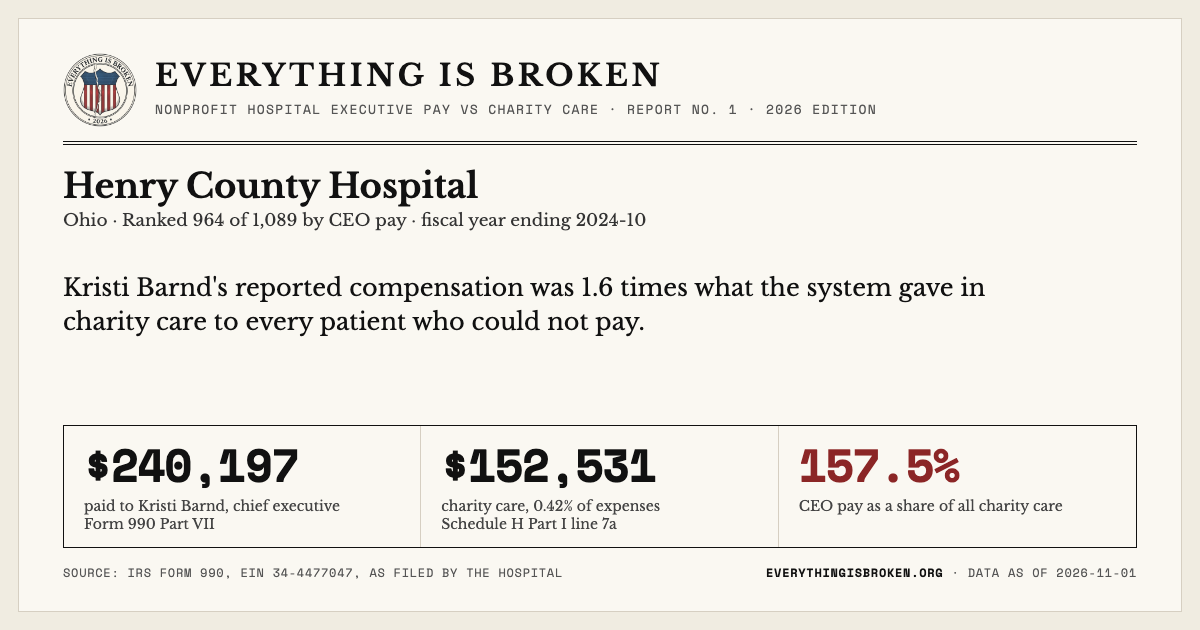 EVERYTHING IS BROKEN
· 2026 ·
EVERYTHING IS BROKEN
NONPROFIT HOSPITAL EXECUTIVE PAY VS CHARITY CARE · REPORT NO. 1 · 2026 EDITION
Henry County Hospital
Ohio · Ranked 964 of 1,089 by CEO pay · fiscal year ending 2024-10
Kristi Barnd's reported compensation was 1.6 times what the system gave in
charity care to every patient who could not pay.
$240,197
paid to Kristi Barnd, chief executive
Form 990 Part VII
$152,531
charity care, 0.42% of expenses
Schedule H Part I line 7a
157.5%
CEO pay as a share of all charity care
SOURCE: IRS FORM 990, EIN 34-4477047, AS FILED BY THE HOSPITAL
EVERYTHINGISBROKEN.ORG · DATA AS OF 2026-11-01